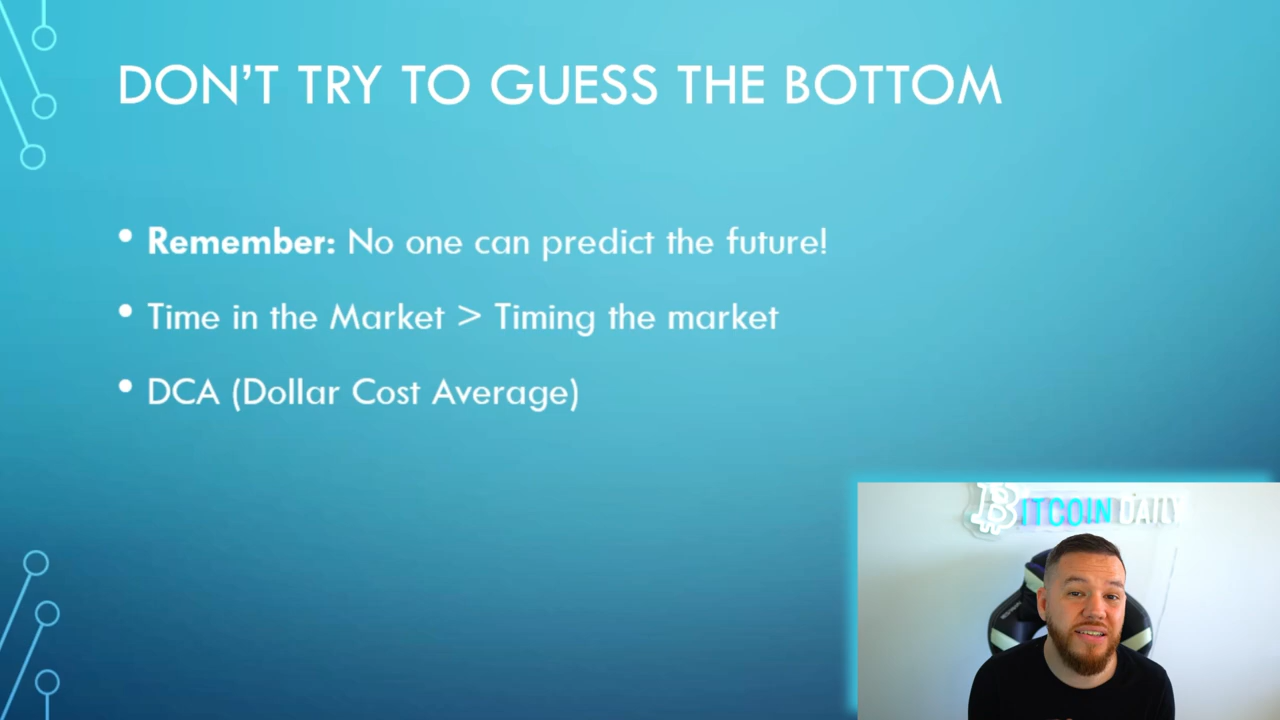 DON'T TRY TO GUESS THE BOTTOM
• Remember: No one can predict the future!
• Time in the Market > Timing the market
• DCA (Dollar Cost Average)
BITCOIN DAILY